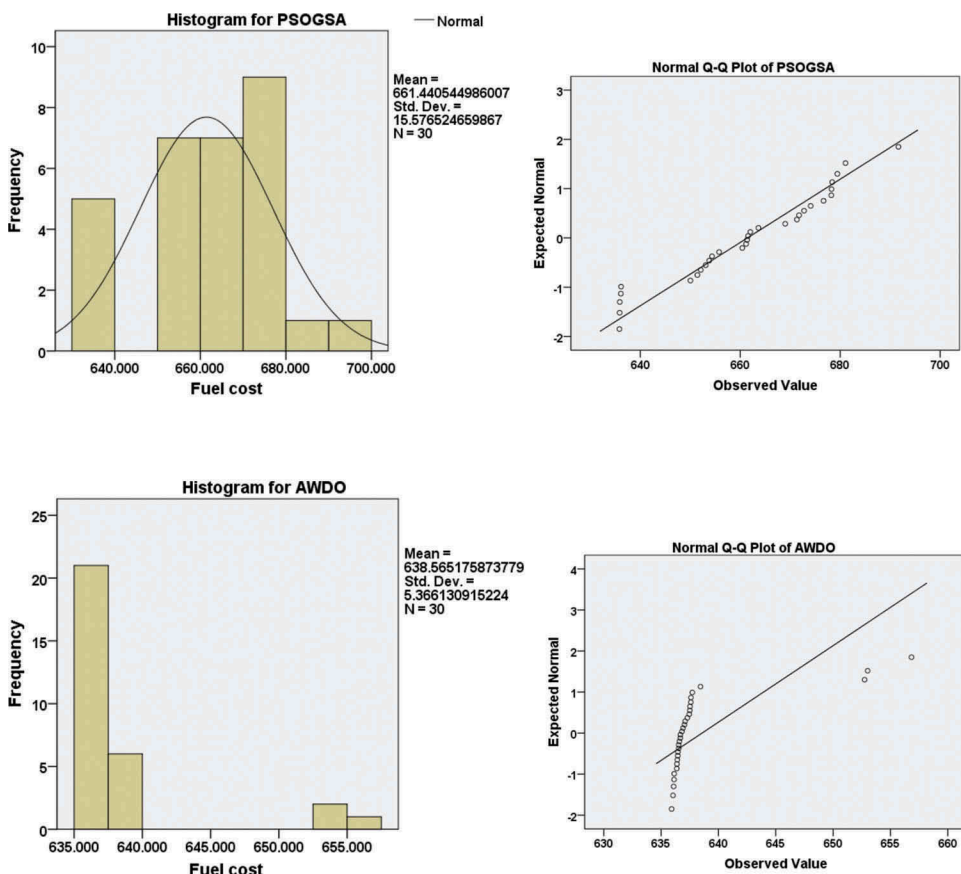 Histogram for PSOGSA
Normal
10
8
6
4
2
0
Frequency
640.000 660.000 680.000 700.000
Fuel cost
Mean =
661.440544986007
Std. Dev. =
15.576524659867
N = 30
Normal Q-Q Plot of PSOGSA
3
2
1
0
-1
-2
Expected Normal
640 660 680 700
Observed Value
Histogram for AWDO
25
20
15
10
5
0
Frequency
635.000 640.000 645.000 650.000 655.000
Fuel cost
Mean =
638.565175873779
Std. Dev. =
5.366130915224
N = 30
Normal Q-Q Plot of AWDO
4
3
2
1
0
-1
-2
Expected Normal
630 635 640 645 650 655 660
Observed Value